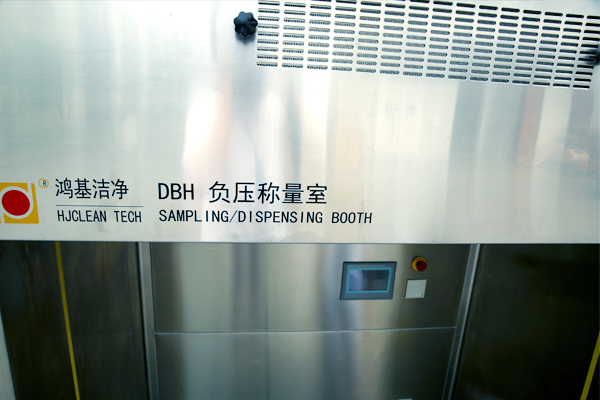 ® 鸿基洁净 DBH 负压称量室
HJCLEAN TECH SAMPLING/DISPENSING BOOTH